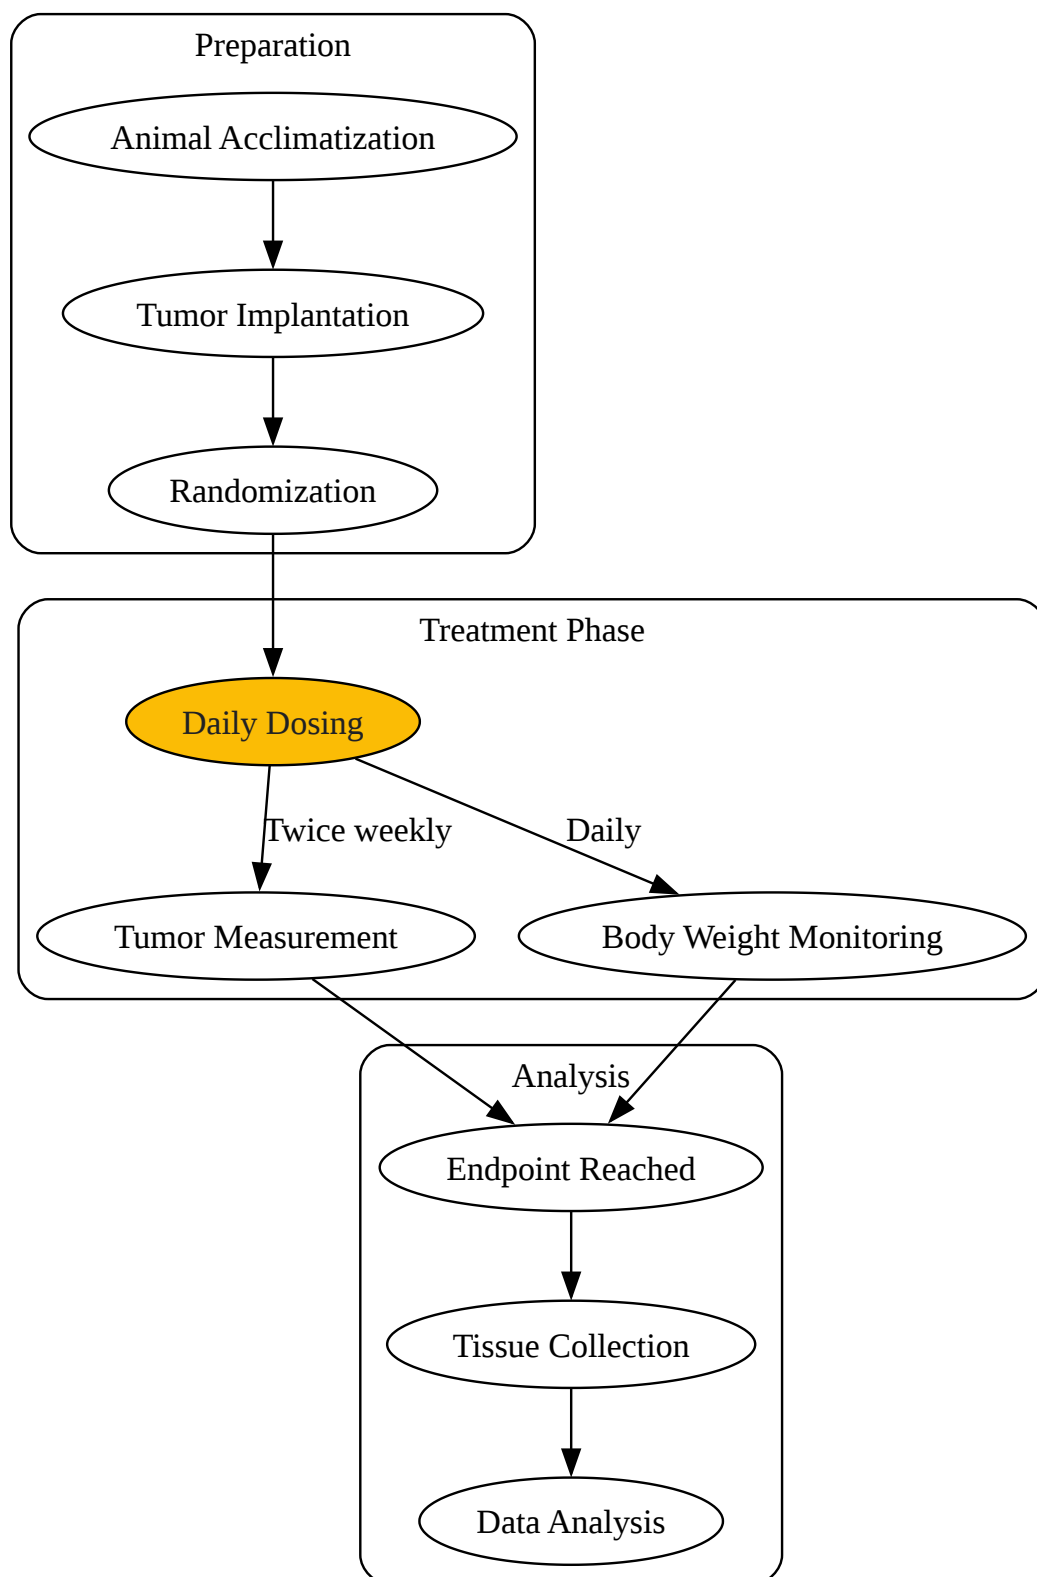 Preparation
Animal Acclimatization
Tumor Implantation
Randomization
Treatment Phase
Daily Dosing
Twice weekly
Daily
Tumor Measurement
Body Weight Monitoring
Analysis
Endpoint Reached
Tissue Collection
Data Analysis